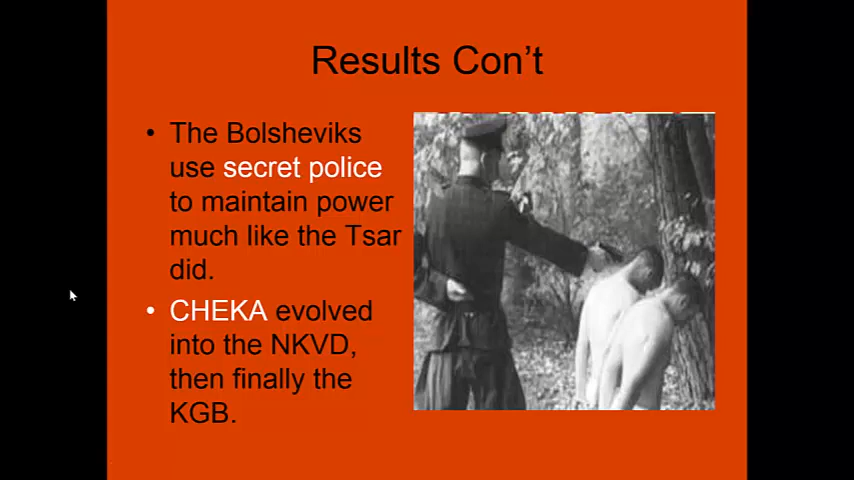 Results Con't
• The Bolsheviks
use secret police
to maintain power
much like the Tsar
did.
• CHEKA evolved
into the NKVD,
then finally the
KGB.